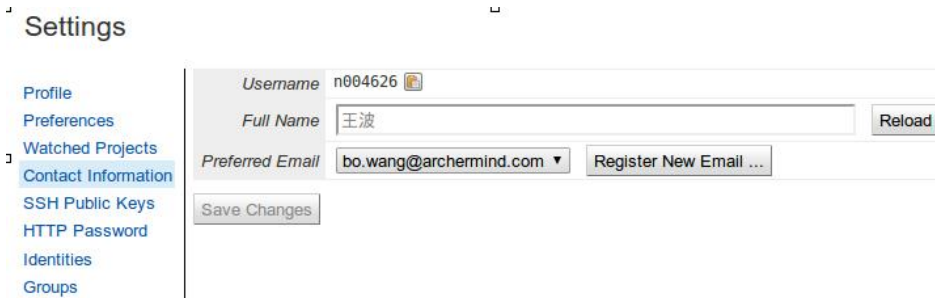 Settings
Profile
Preferences
Watched Projects
Contact Information
SSH Public Keys
HTTP Password
Identities
Groups
Username n004626
Full Name 王波 Reload
Preferred Email bo.wang@archermind.com Register New Email ...
Save Changes